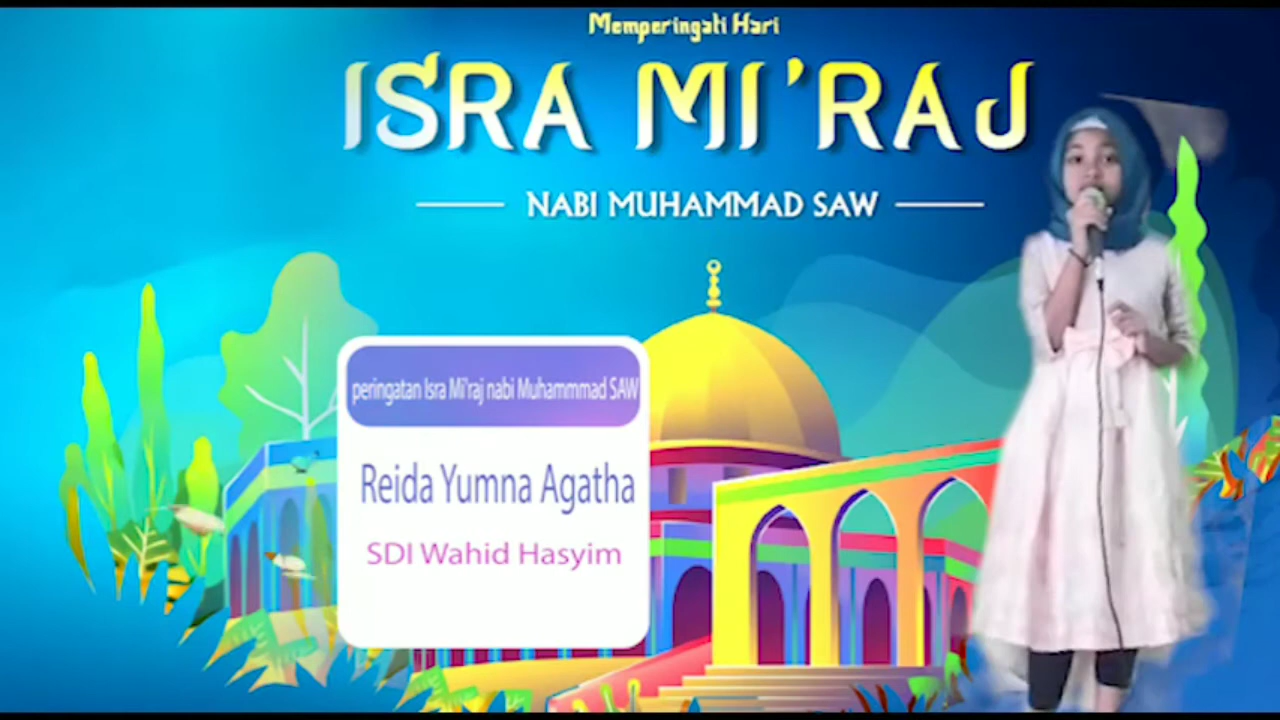 Memperingati Hari
ISRA MI'RAJ
NABI MUHAMMAD SAW
peringatan Isra Mi'raj nabi Muhammmad SAW
Reida Yumna Agatha
SDI Wahid Hasyim